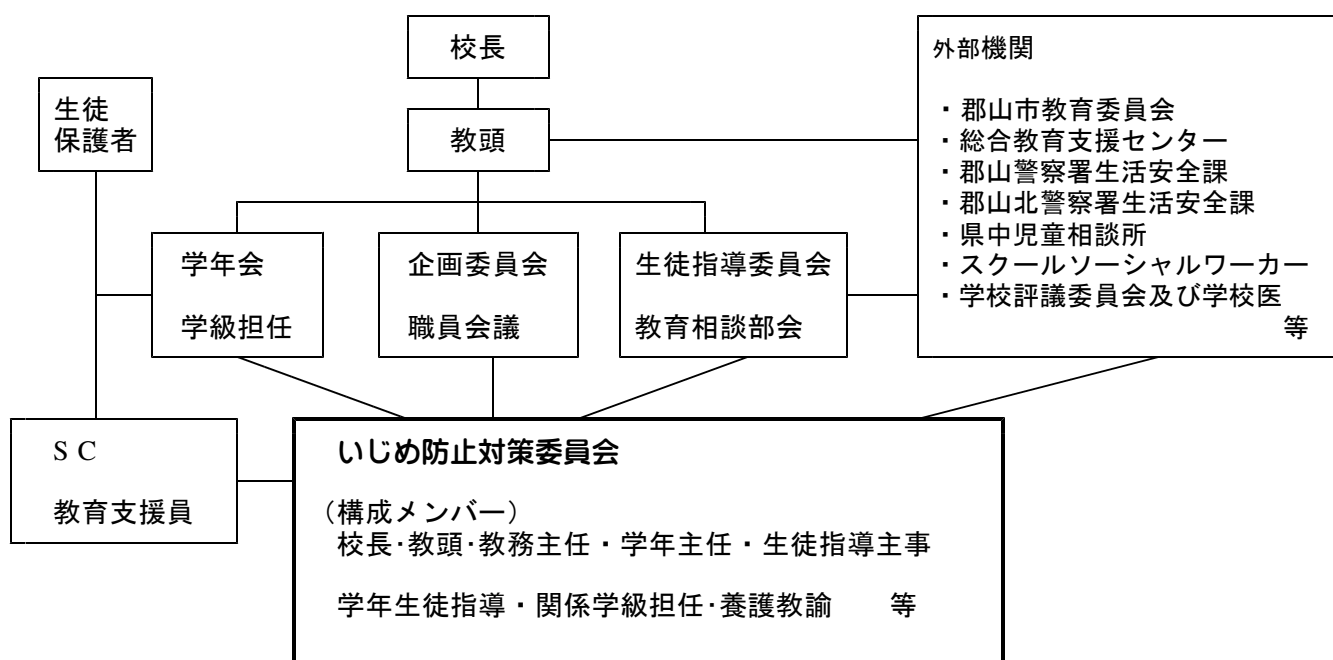 校長
外部機関
生徒
保護者
教頭
・郡山市教育委員会
・総合教育支援センター
・郡山警察署生活安全課
・郡山北警察署生活安全課
・県中児童相談所
・スクールソーシャルワーカー
・学校評議委員会及び学校医
等
学年会
学級担任
企画委員会
職員会議
生徒指導委員会
教育相談部会
ＳＣ
教育支援員
いじめ防止対策委員会
（構成メンバー）
校長･教頭･教務主任・学年主任・生徒指導主事
学年生徒指導・関係学級担任･養護教諭　　等